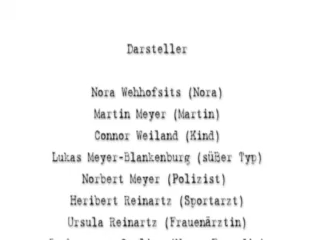 Darsteller
Nora Wehhofsits (Nora)
Martin Meyer (Martin)
Connor Weiland (Kind)
Lukas Meyer-Blankenburg (süßer Typ)
Norbert Meyer (Polizist)
Heribert Reinartz (Sportarzt)
Ursula Reinartz (Frauenärztin)